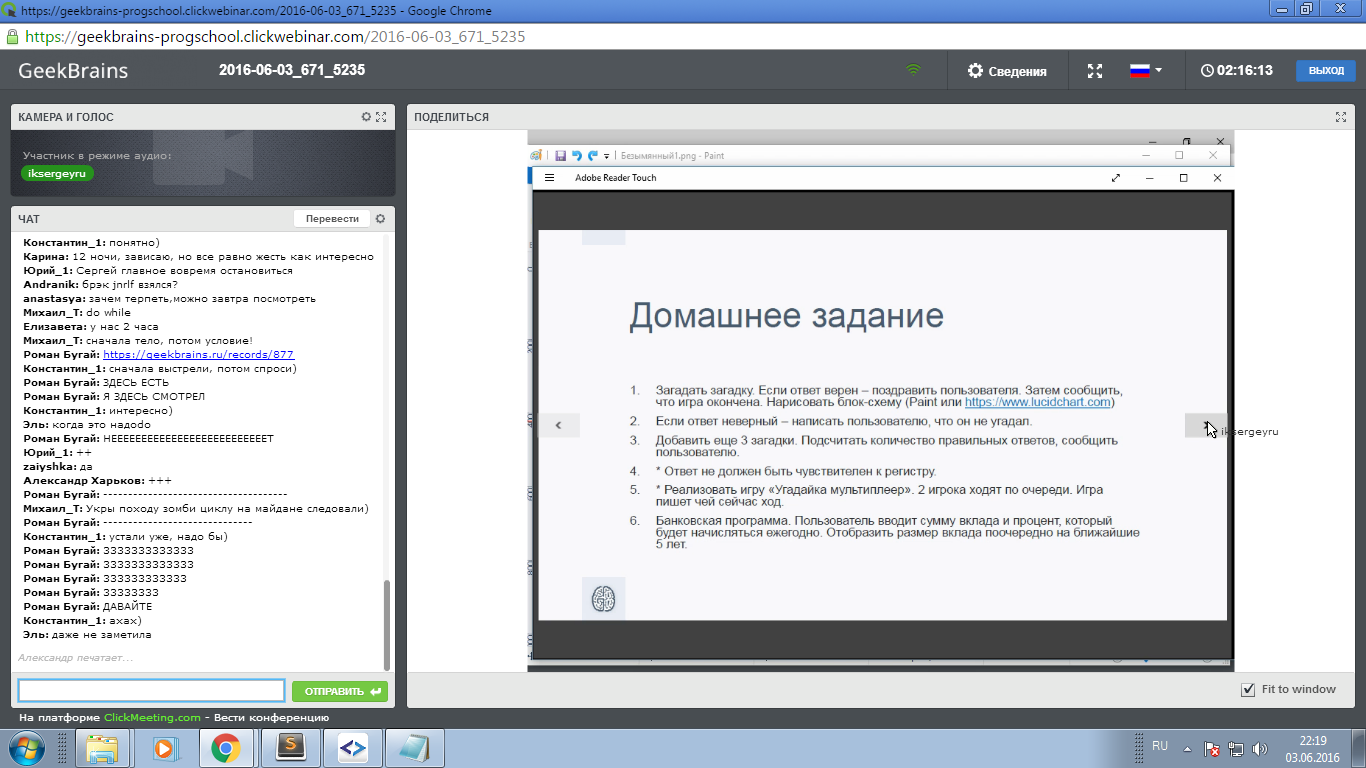 https://geekbrains-progschool.clickwebinar.com/2016-06-03_671_5235 - Google Chrome
https://geekbrains-progschool.clickwebinar.com/2016-06-03_671_5235
GeekBrains
2016-06-03_671_5235
Сведения
02:16:13
ВЫХОД
КАМЕРА И ГОЛОС
Участник в режиме аудио:
iksergeyru
ЧАТ
Перевести
Константин_1: понятно)
Карина: 12 ночи, зависаю, но все равно жесть как интересно
Юрий_1: Сергей главное вовремя остановиться
Andranik: брэк jnrlf взялся?
anastasya: зачем терпеть,можно завтра посмотреть
Михаил_Т: do while
Елизавета: у нас 2 часа
Михаил_Т: сначала тело, потом условие!
Роман Бугай: https://geekbrains.ru/records/877
Константин_1: сначала выстрели, потом спроси)
Роман Бугай: ЗДЕСЬ ЕСТЬ
Роман Бугай: Я ЗДЕСЬ СМОТРЕЛ
Константин_1: интересно)
Эль: когда это надобо
Роман Бугай: НЕЕЕЕЕЕЕЕЕЕЕЕЕЕЕЕЕЕЕЕЕЕЕЕЕТ
Юрий_1: ++
zaiyshka: да
Александр Харьков: +++
Роман Бугай: -------------------------------------
Михаил_Т: Укры походу зомби циклу на майдане следовали)
Роман Бугай: ------------------------------
Константин_1: устали уже, надо бы)
Роман Бугай: 3333333333333
Роман Бугай: 3333333333333
Роман Бугай: 333333333333
Роман Бугай: 33333333
Роман Бугай: ДАВАЙТЕ
Константин_1: ахах)
Эль: даже не заметила
Александр печатает...
ОТПРАВИТЬ
На платформе ClickMeeting.com - Вести конференцию
ПОДЕЛИТЬСЯ
Безымянный1.png - Paint
Adobe Reader Touch
Домашнее задание
1. Загадать загадку. Если ответ верен – поздравить пользователя. Затем сообщить,
что игра окончена. Нарисовать блок-схему (Paint или https://www.lucidchart.com)
2. Если ответ неверный – написать пользователю, что он не угадал.
3. Добавить еще 3 загадки. Подсчитать количество правильных ответов, сообщить
пользователю.
4. * Ответ не должен быть чувствителен к регистру.
5. * Реализовать игру «Угадайка мультиплеер». 2 игрока ходят по очереди. Игра
пишет чей сейчас ход.
6. Банковская программа. Пользователь вводит сумму вклада и процент, который
будет начисляться ежегодно. Отобразить размер вклада поочредно на ближайшие
5 лет.
iksergeyru
Fit to window
RU
22:19
03.06.2016